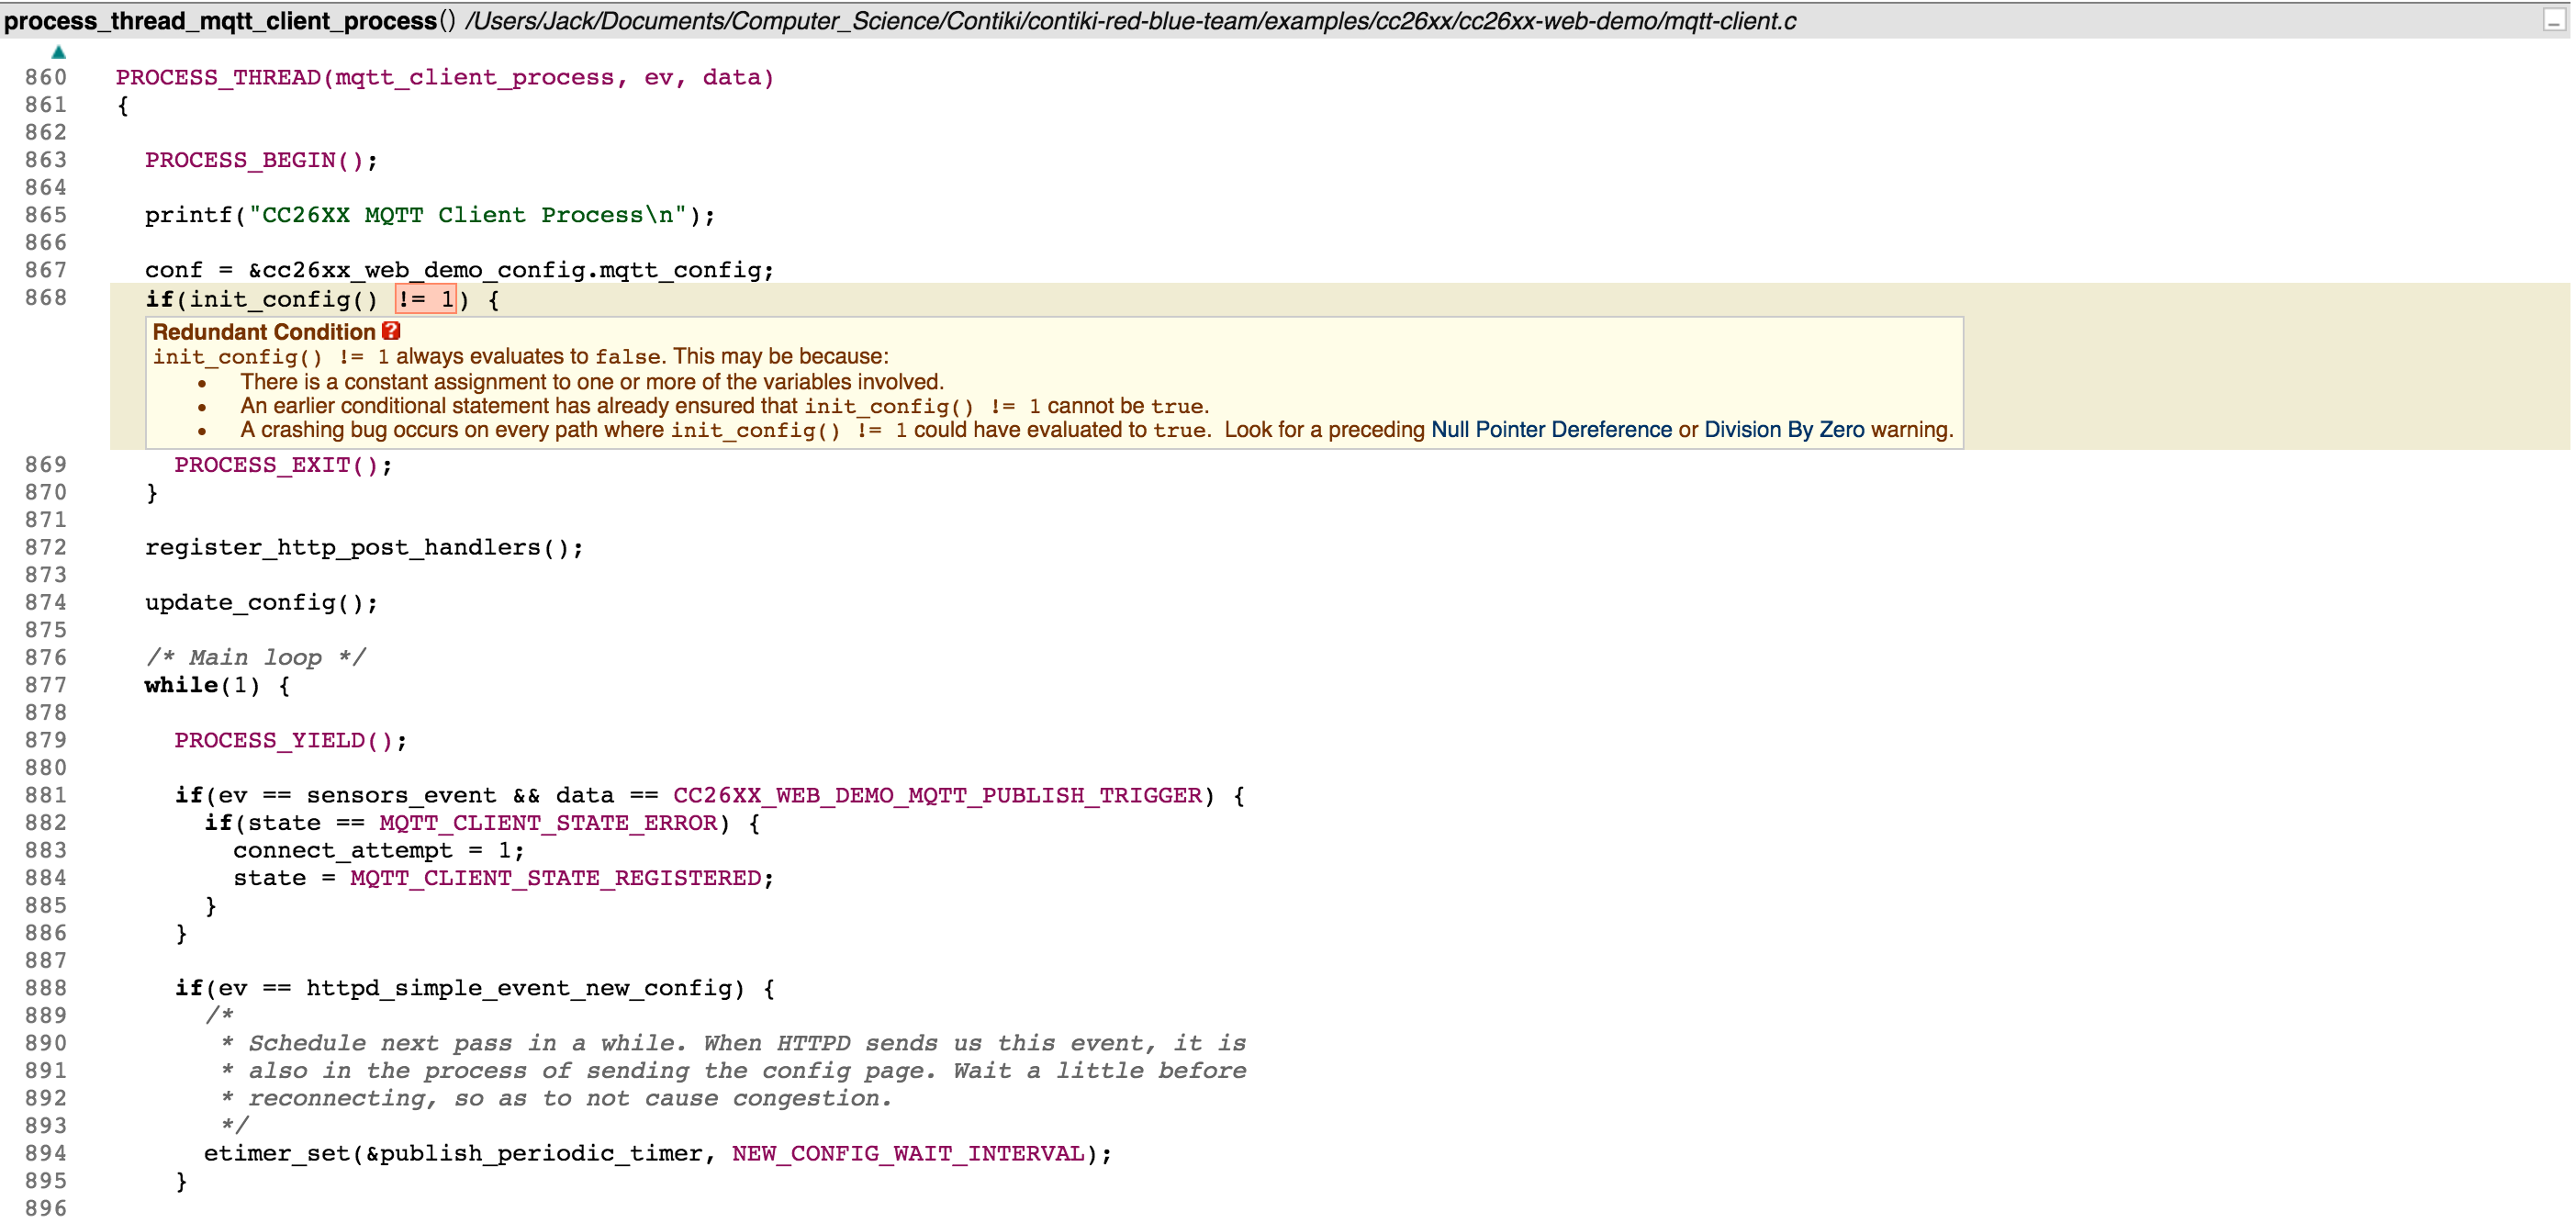 process_thread_mqtt_client_process() /Users/Jack/Documents/Computer_Science/Contiki/contiki-red-blue-team/examples/cc26xx/cc26xx-web-demo/mqtt-client.c
860 PROCESS_THREAD(mqtt_client_process, ev, data)
861 {
862
863 PROCESS_BEGIN();
864
865 printf("CC26XX MQTT Client Process\n");
866
867 conf = &cc26xx_web_demo_config.mqtt_config;
868 if(init_config() != 1) {
Redundant Condition ?
init_config() != 1 always evaluates to false. This may be because:
• There is a constant assignment to one or more of the variables involved.
• An earlier conditional statement has already ensured that init_config() != 1 cannot be true.
• A crashing bug occurs on every path where init_config() != 1 could have evaluated to true. Look for a preceding Null Pointer Dereference or Division By Zero warning.
869 PROCESS_EXIT();
870 }
871
872 register_http_post_handlers();
873
874 update_config();
875
876 /* Main loop */
877 while(1) {
878
879 PROCESS_YIELD();
880
881 if(ev == sensors_event && data == CC26XX_WEB_DEMO_MQTT_PUBLISH_TRIGGER) {
882 if(state == MQTT_CLIENT_STATE_ERROR) {
883 connect_attempt = 1;
884 state = MQTT_CLIENT_STATE_REGISTERED;
885 }
886 }
887
888 if(ev == httpd_simple_event_new_config) {
889 /*
890 * Schedule next pass in a while. When HTTPD sends us this event, it is
891 * also in the process of sending the config page. Wait a little before
892 * reconnecting, so as to not cause congestion.
893 */
894 etimer_set(&publish_periodic_timer, NEW_CONFIG_WAIT_INTERVAL);
895 }
896